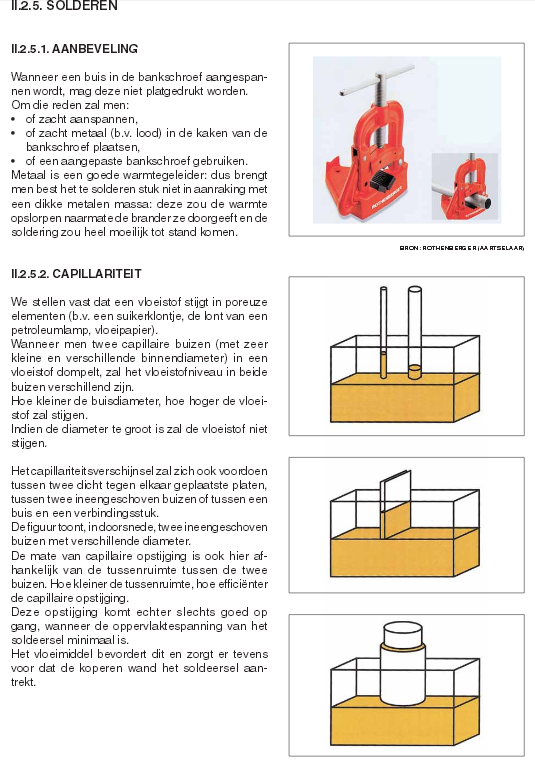 II.2.5. SOLDEREN
II.2.5.1. AANBEVELING
Wanneer een buis in de bankschroef aangespan-
nen wordt, mag deze niet platgedrukt worden.
Om die reden zal men:
• of zacht aanspannen,
• of zacht metaal (b.v. lood) in de kaken van de
bankschroef plaatsen,
• of een aangepaste bankschroef gebruiken.
Metaal is een goede warmtegeleider: dus brengt
men best het te solderen stuk niet in aanraking met
een dikke metalen massa: deze zou de warmte
opslorpen naarmate de brander ze doorgeeft en de
soldering zou heel moeilijk tot stand komen.
ROTHENBERGER
BRON: ROTHENBERGER (AARTSELAAR)
II.2.5.2. CAPILLARITEIT
We stellen vast dat een vloeistof stijgt in poreuze
elementen (b.v. een suikerklontje, de lont van een
petroleumlamp, vloeipapier).
Wanneer men twee capillaire buizen (met zeer
kleine en verschillende binnendiameter) in een
vloeistof dompelt, zal het vloeistofniveau in beide
buizen verschillend zijn.
Hoe kleiner de buisdiameter, hoe hoger de vloei-
stof zal stijgen.
Indien de diameter te groot is zal de vloeistof niet
stijgen.
Het capillariteitsverschijnsel zal zich ook voordoen
tussen twee dicht tegen elkaar geplaatste platen,
tussen twee ineengeschoven buizen of tussen een
buis en een verbindingsstuk.
De figuur toont, in doorsnede, twee ineengeschoven
buizen met verschillende diameter.
De mate van capillaire opstijging is ook hier af-
hankelijk van de tussenruimte tussen de twee
buizen. Hoe kleiner de tussenruimte, hoe efficiënter
de capillaire opstijging.
Deze opstijging komt echter slechts goed op
gang, wanneer de oppervlaktespanning van het
soldeersel minimaal is.
Het vloeimiddel bevordert dit en zorgt er tevens
voor dat de koperen wand het soldeersel aan-
trekt.